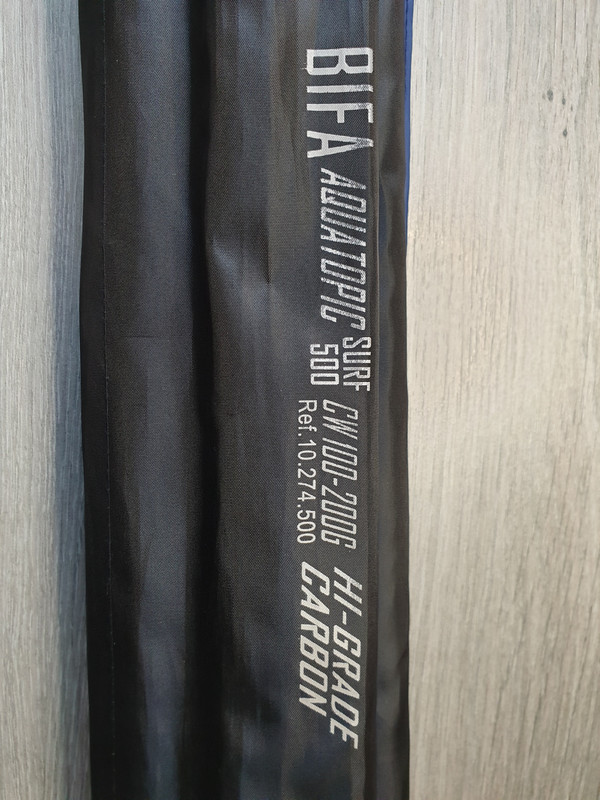 BIFA AQUATOPIC SURF
500
CW 100-200G
Ref.10.274.500
HI-GRADE
CARBON